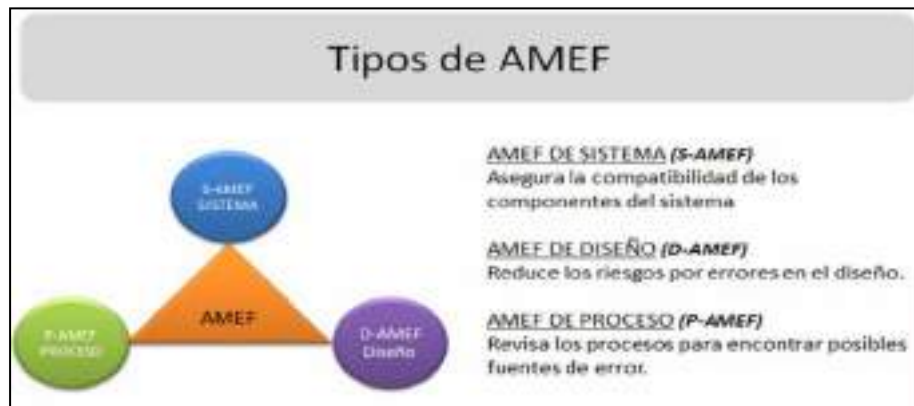 Tipos de AMEF
S-AMEF
SISTEMA
AMEF
P-AMEF
PROCESO
D-AMEF
Diseño
AMEF DE SISTEMA (S-AMEF)
Asegura la compatibilidad de los
componentes del sistema
AMEF DE DISEÑO (D-AMEF)
Reduce los riesgos por errores en el diseño.
AMEF DE PROCESO (P-AMEF)
Revisa los procesos para encontrar posibles
fuentes de error.